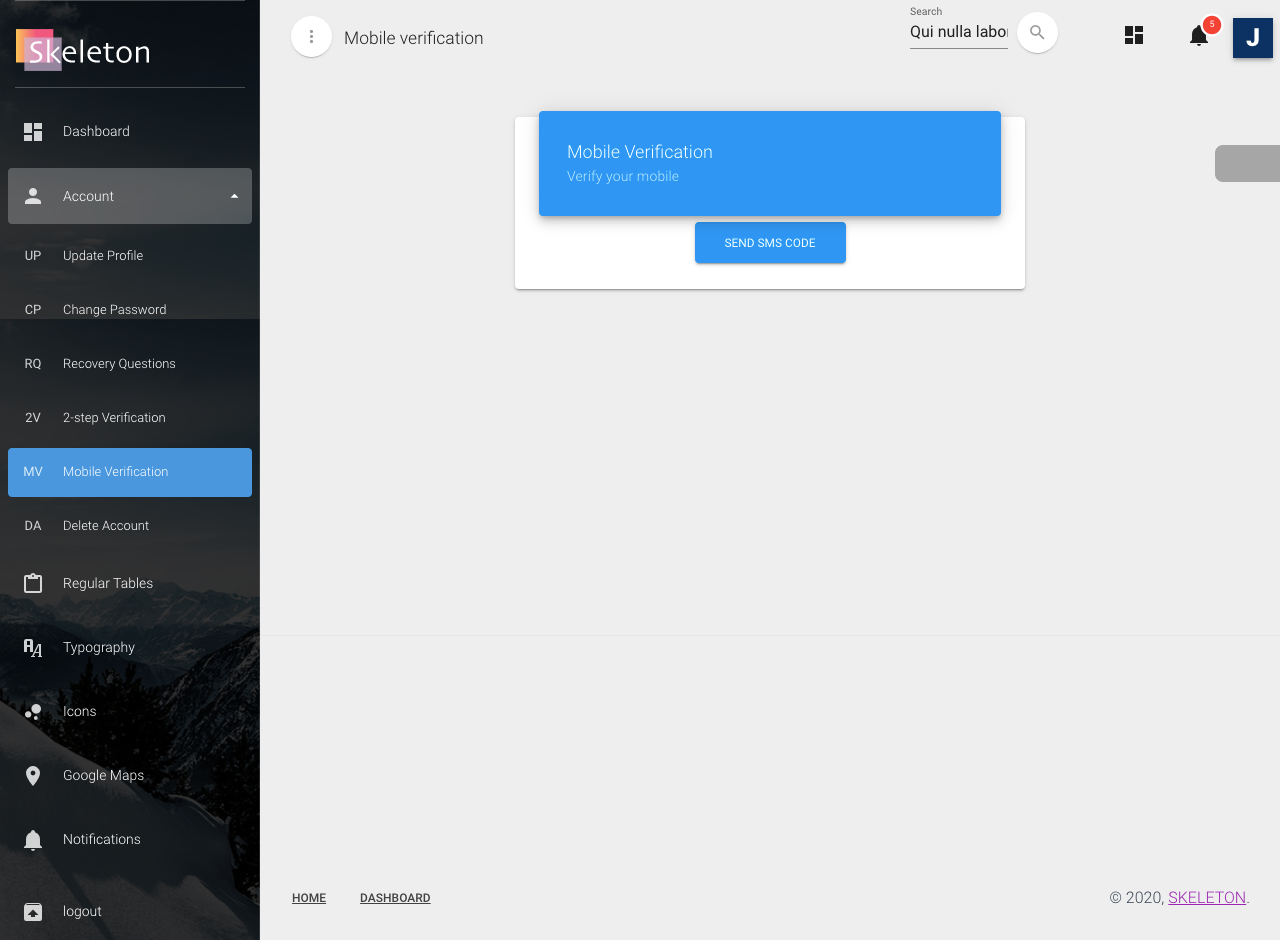 Skeleton
Dashboard
Account
UP Update Profile
CP Change Password
RQ Recovery Questions
2V 2-step Verification
MV Mobile Verification
DA Delete Account
Regular Tables
Typography
Icons
Google Maps
Notifications
logout
Mobile verification
Search
Qui nulla labo
5
J
Mobile Verification
Verify your mobile
SEND SMS CODE
HOME DASHBOARD
© 2020, SKELETON.